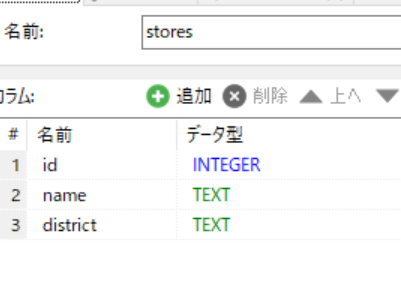 名前: stores
ラム: 追加 削除 上へ
# 名前 データ型
1 id INTEGER
2 name TEXT
3 district TEXT